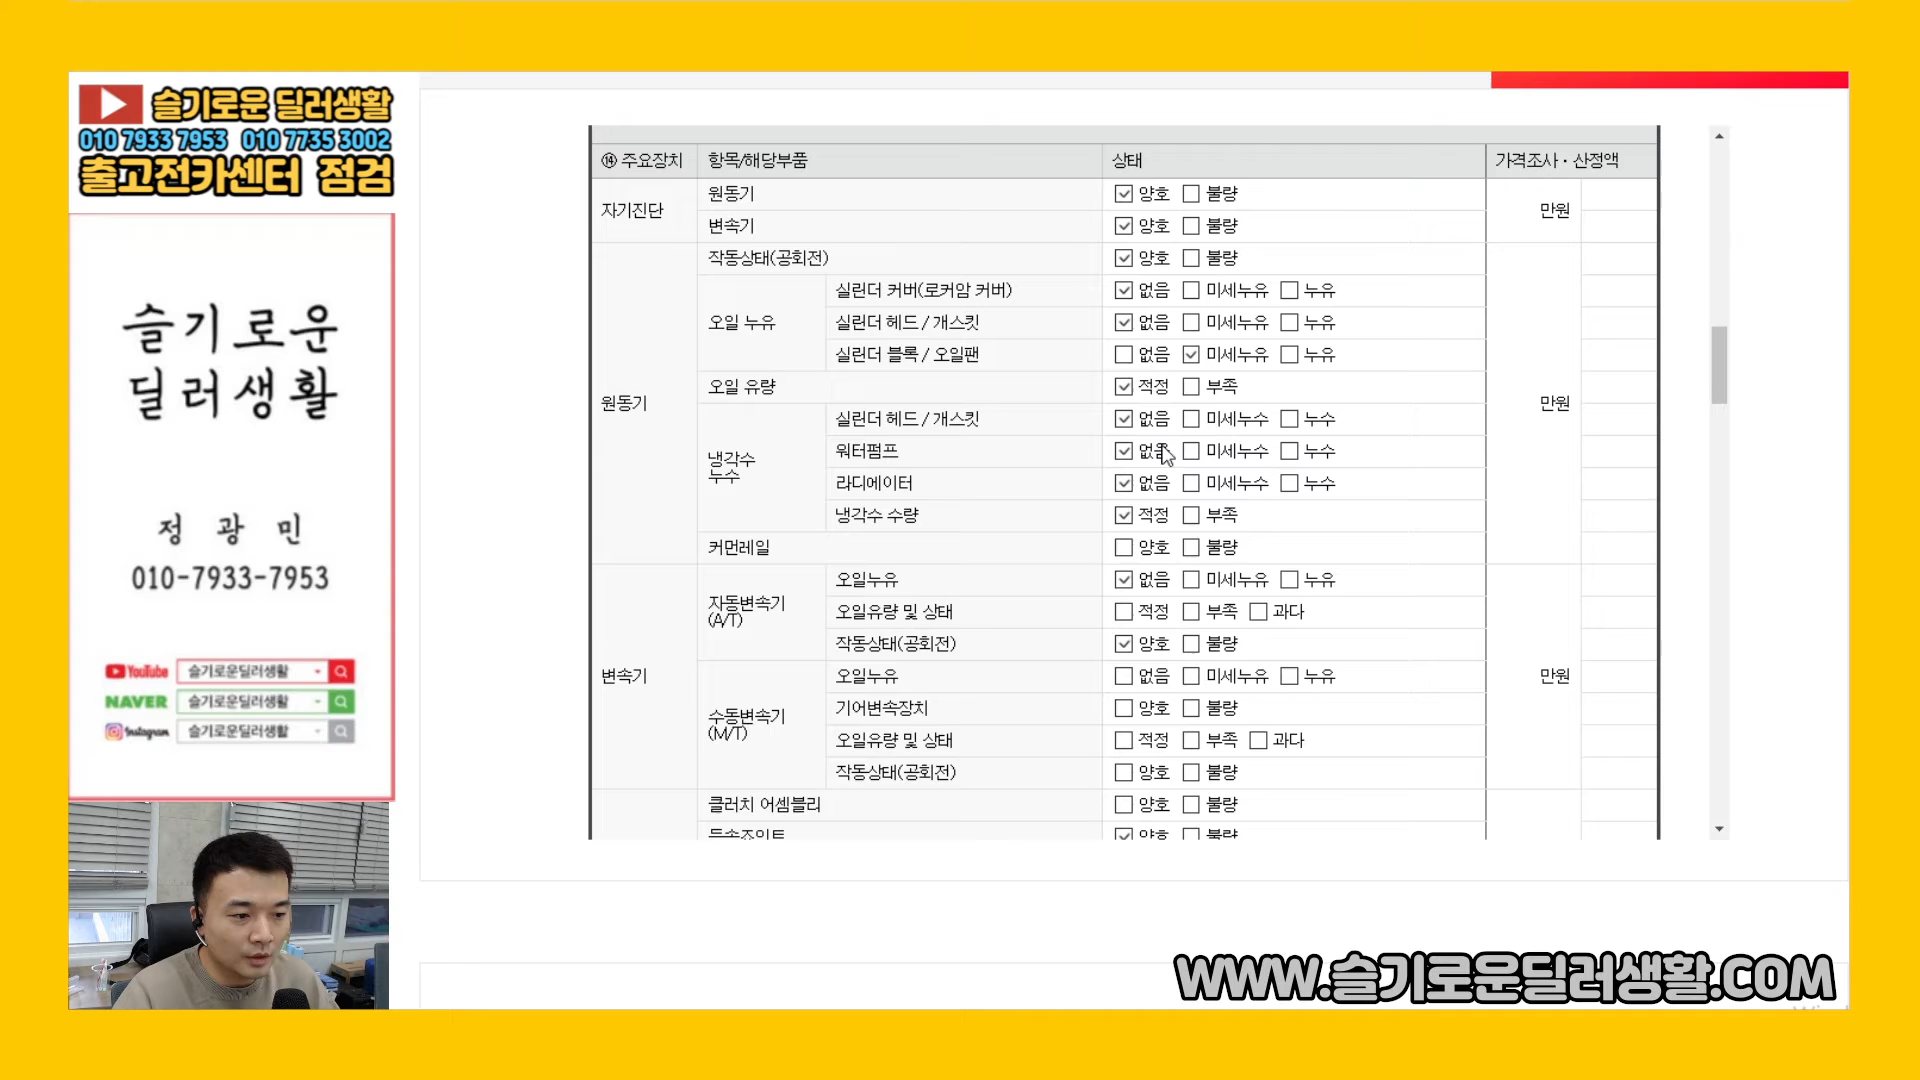 슬기로운 딜러생활
010 7933 7953 010 7735 3002
출고전카센터 점검
슬기로운
딜러생활
정 광 민
010-7933-7953
YouTube 슬기로운딜러생활
NAVER 슬기로운딜러생활
Instagram 슬기로운딜러생활
⑭ 주요장치 항목/해당부품 상태 가격조사・산정액
자기진단 원동기 양호 불량 만원
변속기 양호 불량
원동기 작동상태(공회전) 양호 불량 만원
오일 누유 실린더 커버(로커암 커버) 없음 미세누유 누유
실린더 헤드 / 개스킷 없음 미세누유 누유
실린더 블록 / 오일팬 없음 미세누유 누유
오일 유량 적정 부족
냉각수 누수 실린더 헤드 / 개스킷 없음 미세누수 누수
워터펌프 없음 미세누수 누수
라디에이터 없음 미세누수 누수
냉각수 수량 적정 부족
커먼레일 양호 불량
변속기 자동변속기 (A/T) 오일누유 없음 미세누유 누유 만원
오일유량 및 상태 적정 부족 과다
작동상태(공회전) 양호 불량
수동변속기 (M/T) 오일누유 없음 미세누유 누유
기어변속장치 양호 불량
오일유량 및 상태 적정 부족 과다
작동상태(공회전) 양호 불량
클러치 어셈블리 양호 불량
등속조인트 양호 불량
WWW.슬기로운딜러생활.COM